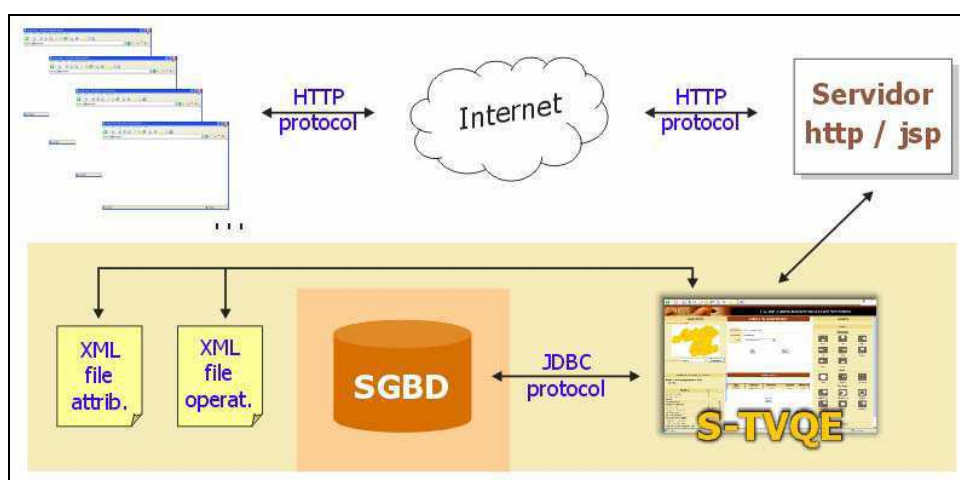 HTTP
protocol
Internet
HTTP
protocol
Servidor
http / jsp
...
XML
file
attrib.
XML
file
operat.
SGBD
JDBC
protocol
S-TVQE